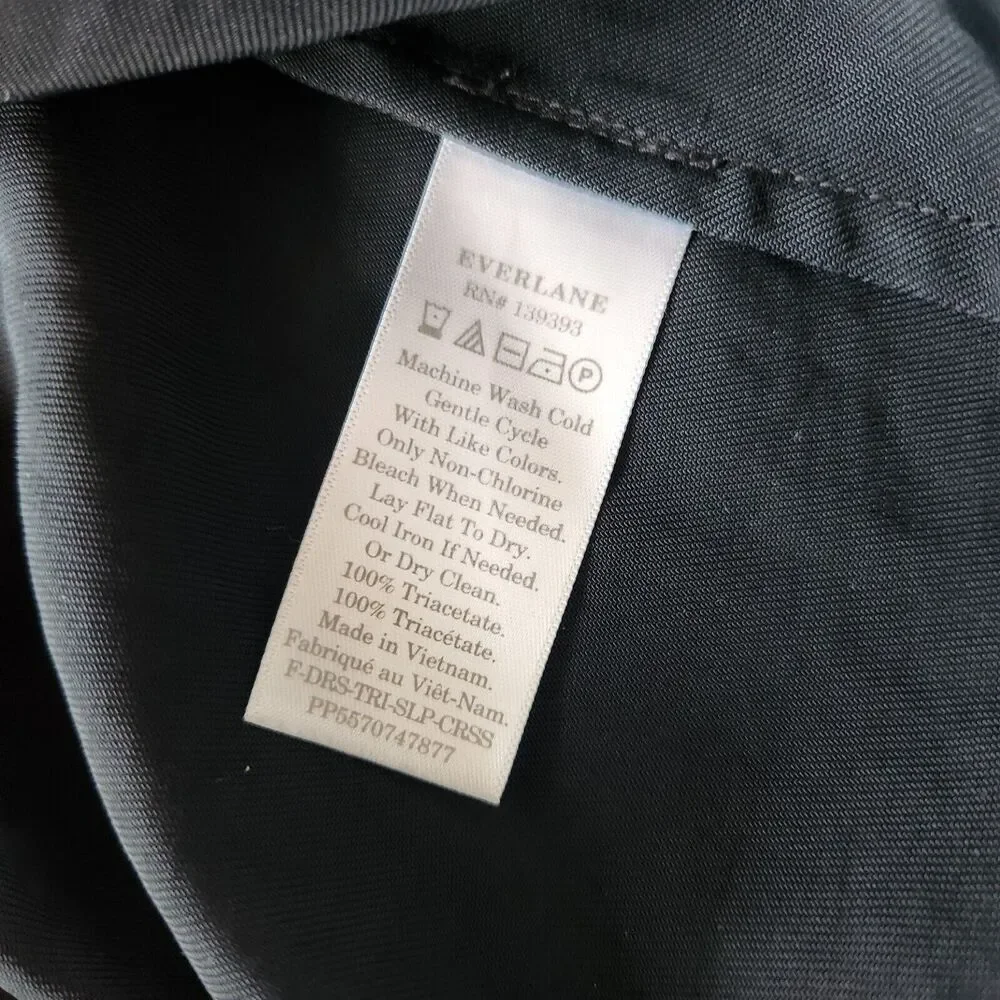 EVERLANE
RN# 139393
P
Machine Wash Cold
Gentle Cycle
With Like Colors.
Only Non-Chlorine
Bleach When Needed.
Lay Flat To Dry.
Cool Iron If Needed.
Or Dry Clean.
100% Triacetate.
100% Triacétate.
Made in Vietnam.
Fabriqué au Viêt-Nam.
F-DRS-TRI-SLP-CRSS
PP5570747877